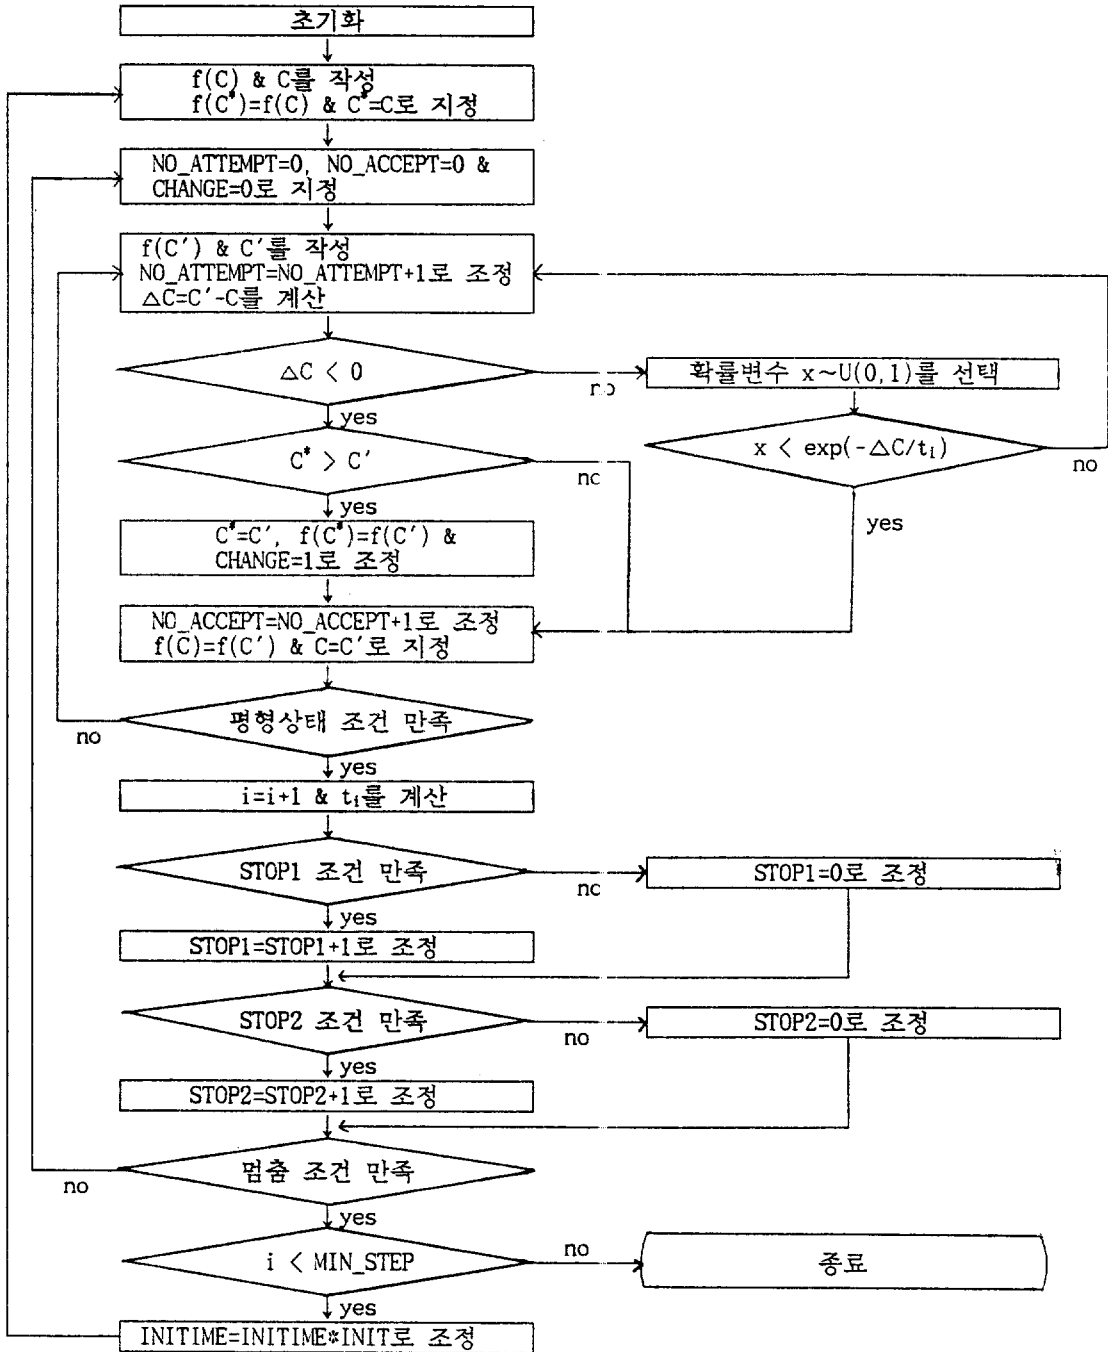 초기화
f(C) & C를 작성
f(C*)=f(C) & C*=C로 지정
NO_ATTEMPT=0, NO_ACCEPT=0 &
CHANGE=0로 지정
f(C′) & C′를 작성
NO_ATTEMPT=NO_ATTEMPT+1로 조정
△C=C′-C를 계산
△C < 0
no
확률변수 x~U(0,1)를 선택
yes
x < exp(-△C/tᵢ)
no
yes
C* > C′
no
yes
C*=C′, f(C*)=f(C′) &
CHANGE=1로 조정
NO_ACCEPT=NO_ACCEPT+1로 조정
f(C)=f(C′) & C=C′로 지정
평형상태 조건 만족
no
yes
i=i+1 & tᵢ를 계산
STOP1 조건 만족
no
STOP1=0로 조정
yes
STOP1=STOP1+1로 조정
STOP2 조건 만족
no
STOP2=0로 조정
yes
STOP2=STOP2+1로 조정
멈춤 조건 만족
no
yes
i < MIN_STEP
no
종료
yes
INITIME=INITIME*INIT로 조정